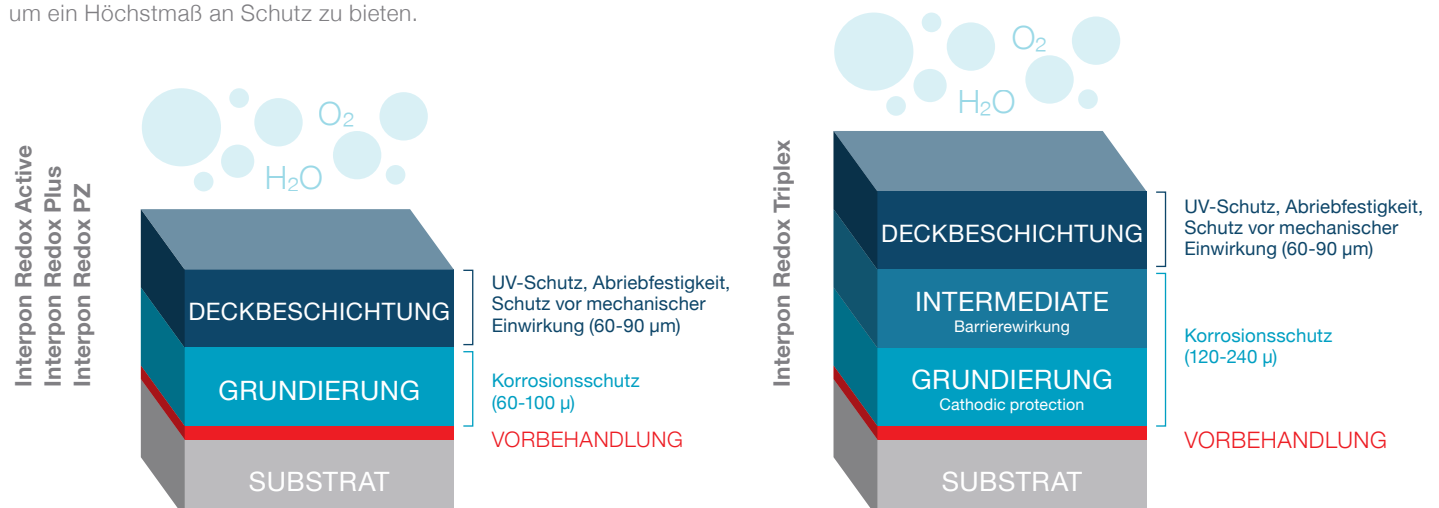 um ein Höchstmaß an Schutz zu bieten.
Interpon Redox Active
Interpon Redox Plus
Interpon Redox PZ
O₂
H₂O
DECKBESCHICHTUNG
UV-Schutz, Abriebfestigkeit,
Schutz vor mechanischer
Einwirkung (60-90 µm)
GRUNDIERUNG
Korrosionsschutz
(60-100 µ)
VORBEHANDLUNG
SUBSTRAT
Interpon Redox Triplex
O₂
H₂O
DECKBESCHICHTUNG
UV-Schutz, Abriebfestigkeit,
Schutz vor mechanischer
Einwirkung (60-90 µm)
INTERMEDIATE
Barrierewirkung
Korrosionsschutz
(120-240 µ)
GRUNDIERUNG
Cathodic protection
VORBEHANDLUNG
SUBSTRAT